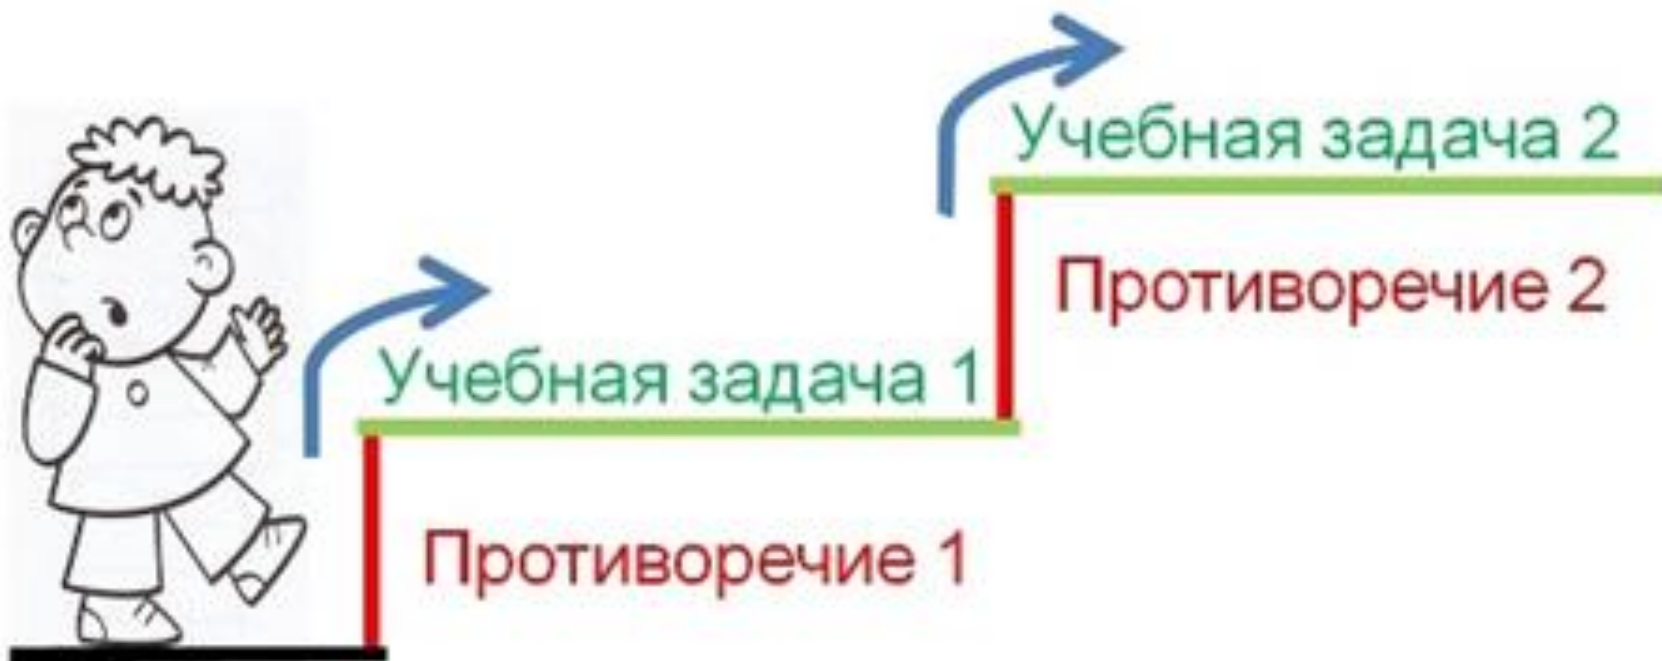 Учебная задача 2
Противоречие 2
Учебная задача 1
Противоречие 1